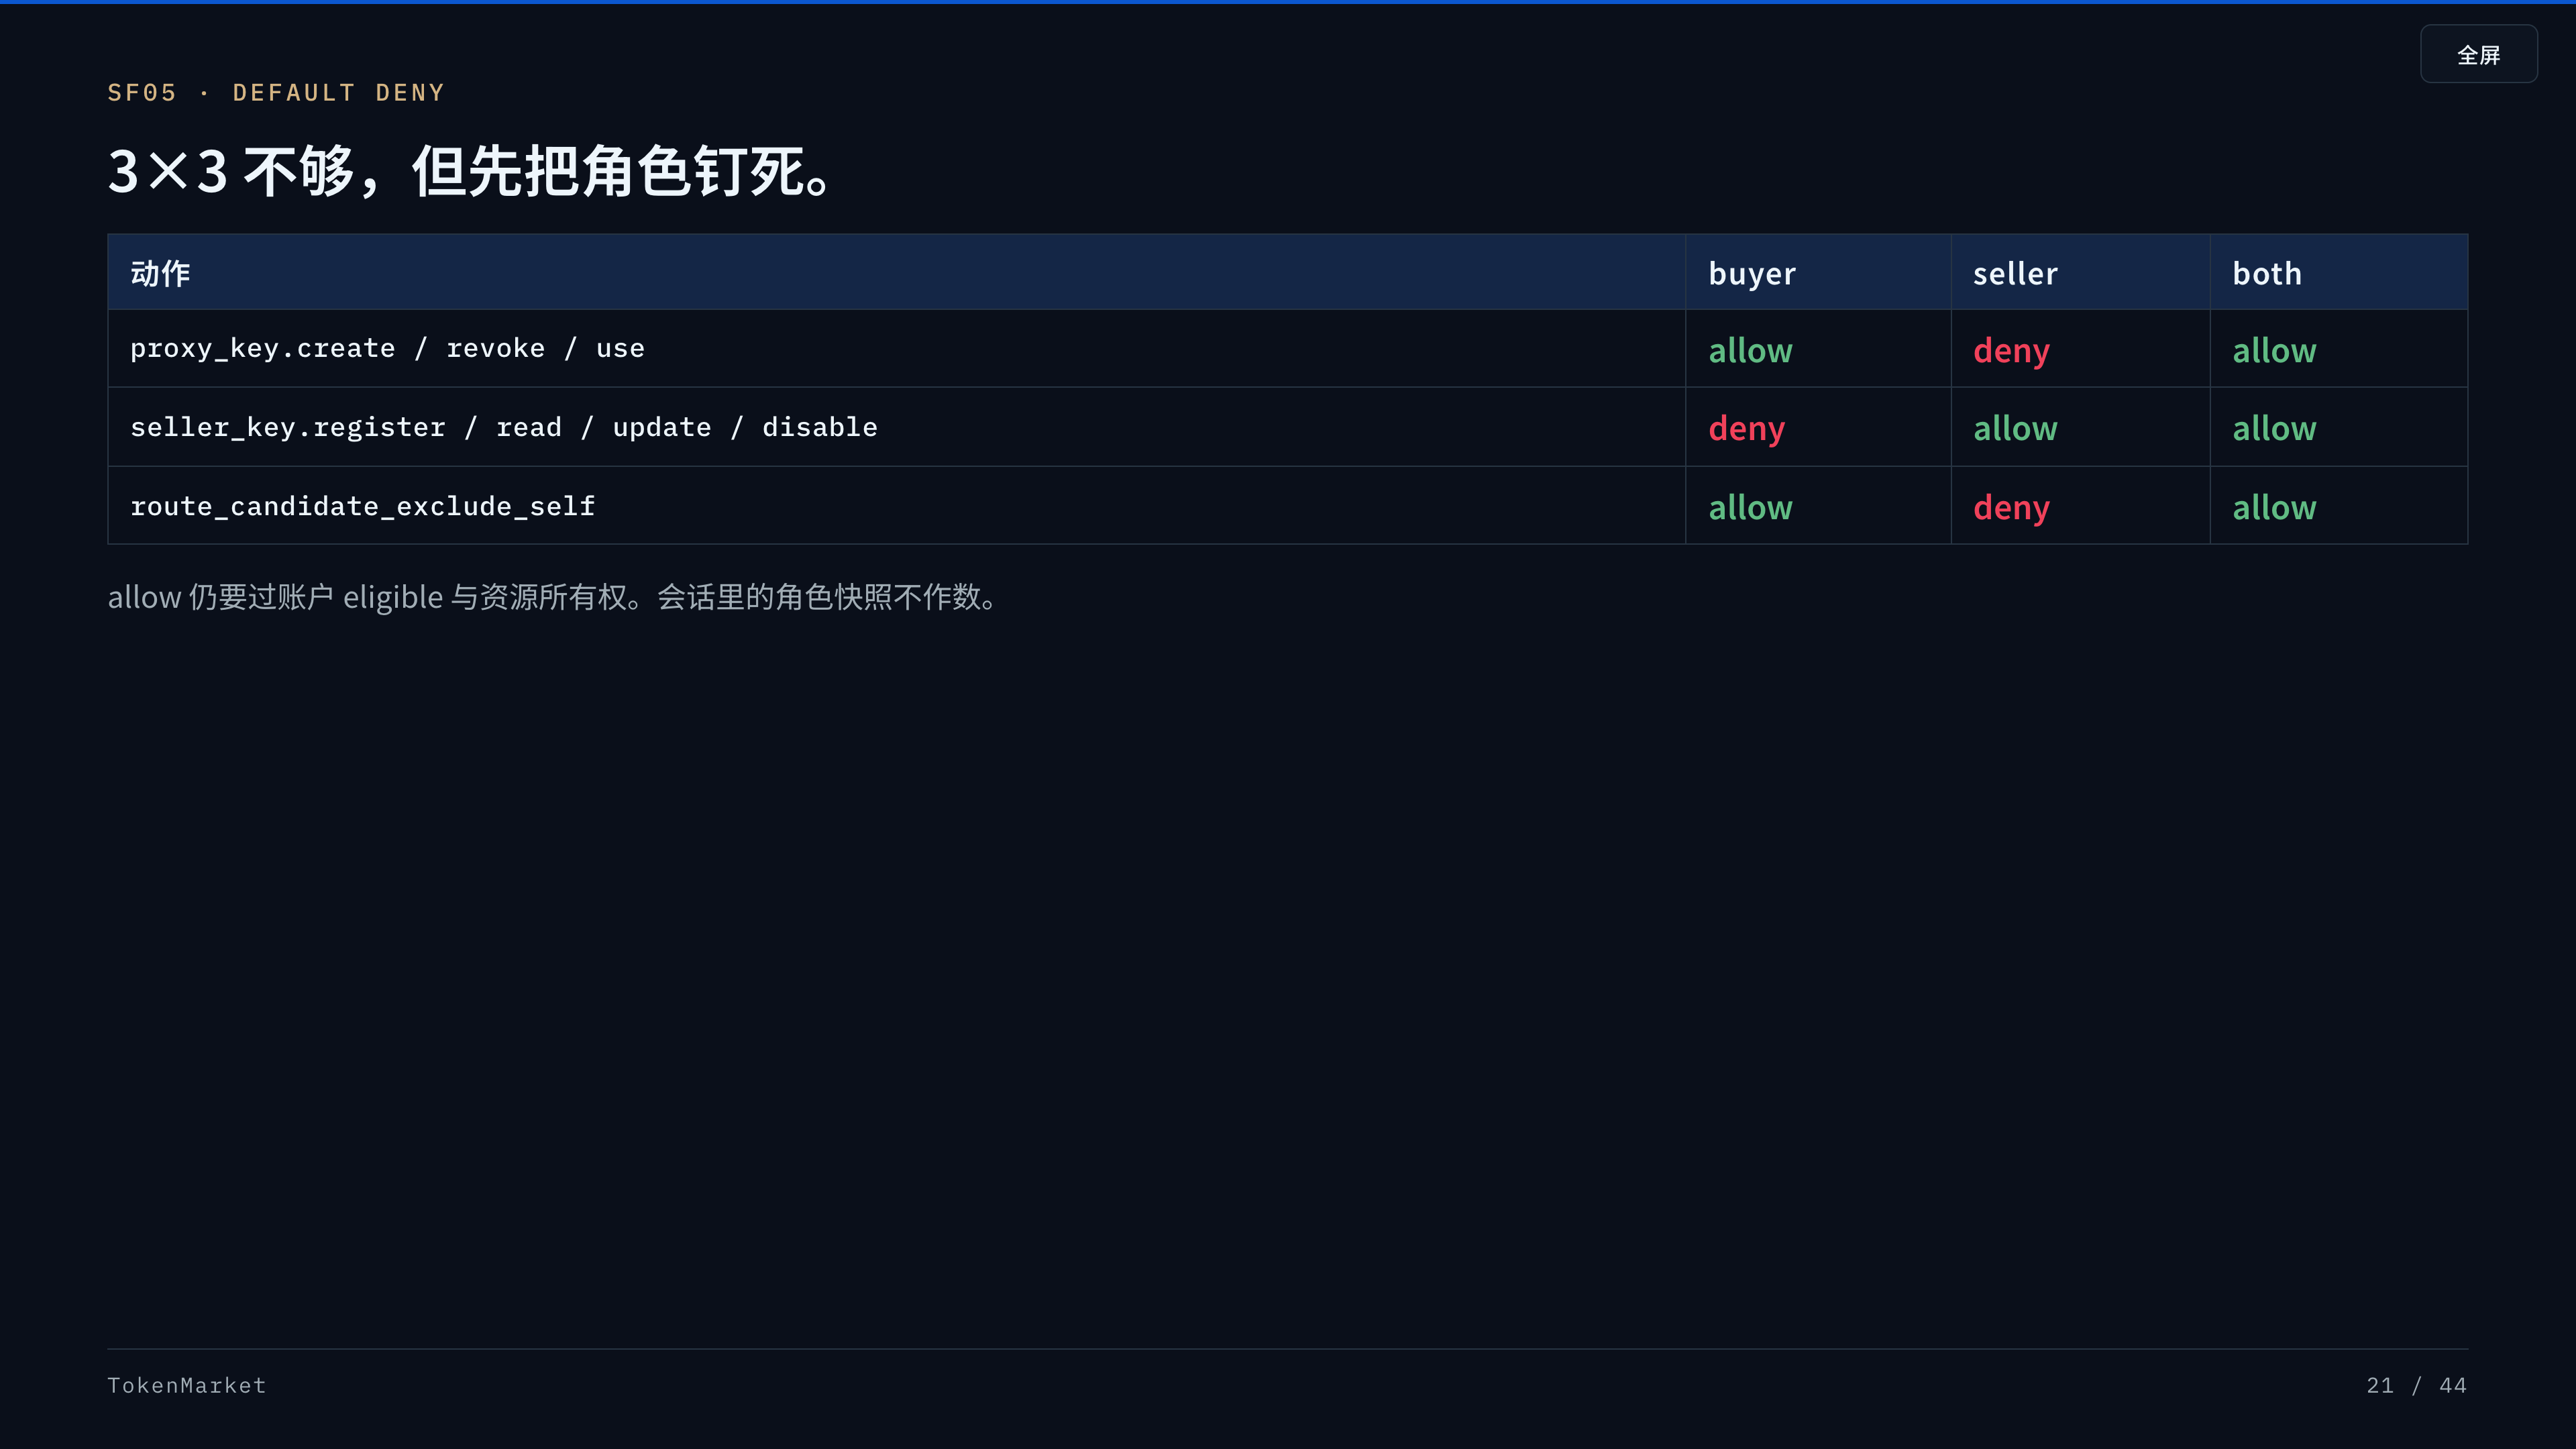 全屏
SF05 · DEFAULT DENY
3×3 不够，但先把角色钉死。
动作 buyer seller both
proxy_key.create / revoke / use allow deny allow
seller_key.register / read / update / disable deny allow allow
route_candidate_exclude_self allow deny allow
allow 仍要过账户 eligible 与资源所有权。会话里的角色快照不作数。
TokenMarket 21 / 44